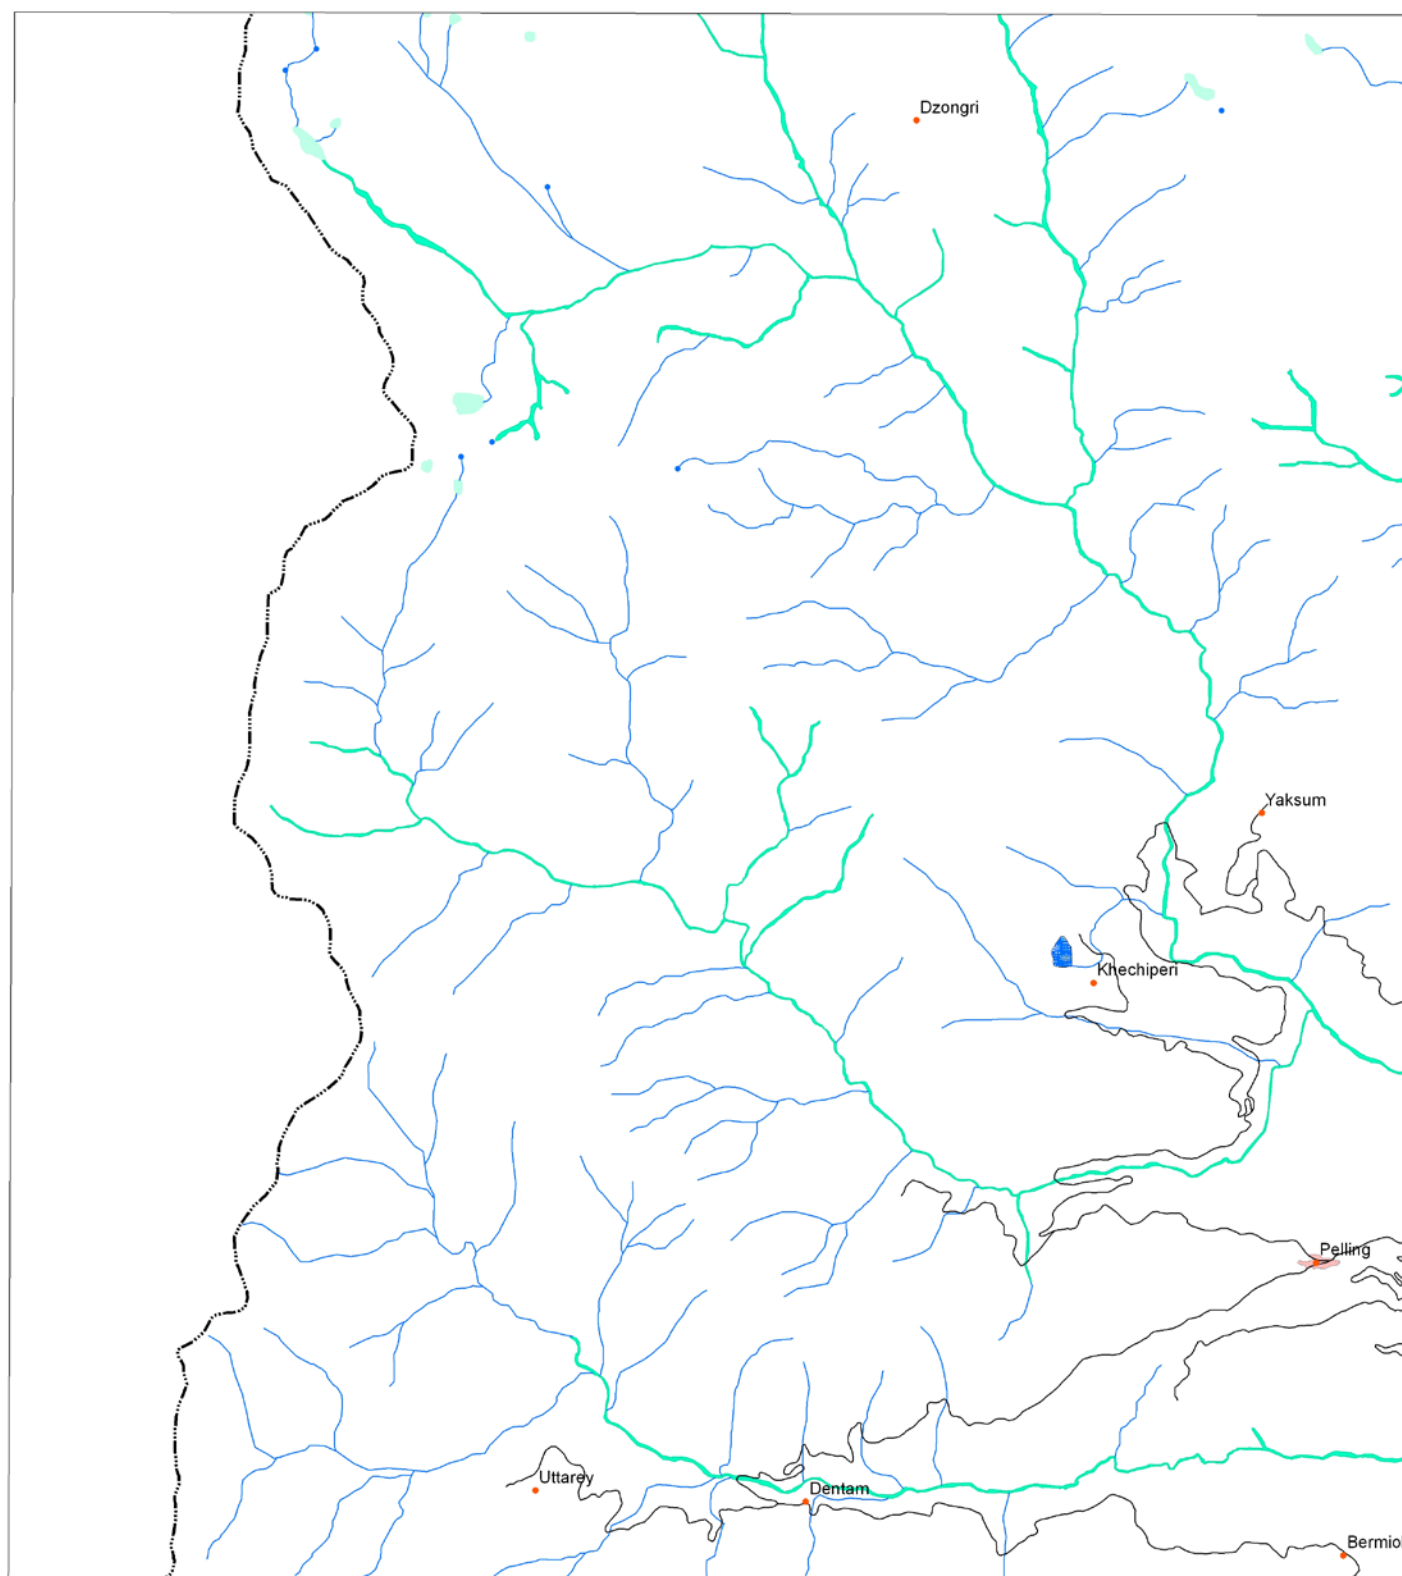 Dzongri
Yaksum
Khechiperi
Pelling
Uttarey
Dentam